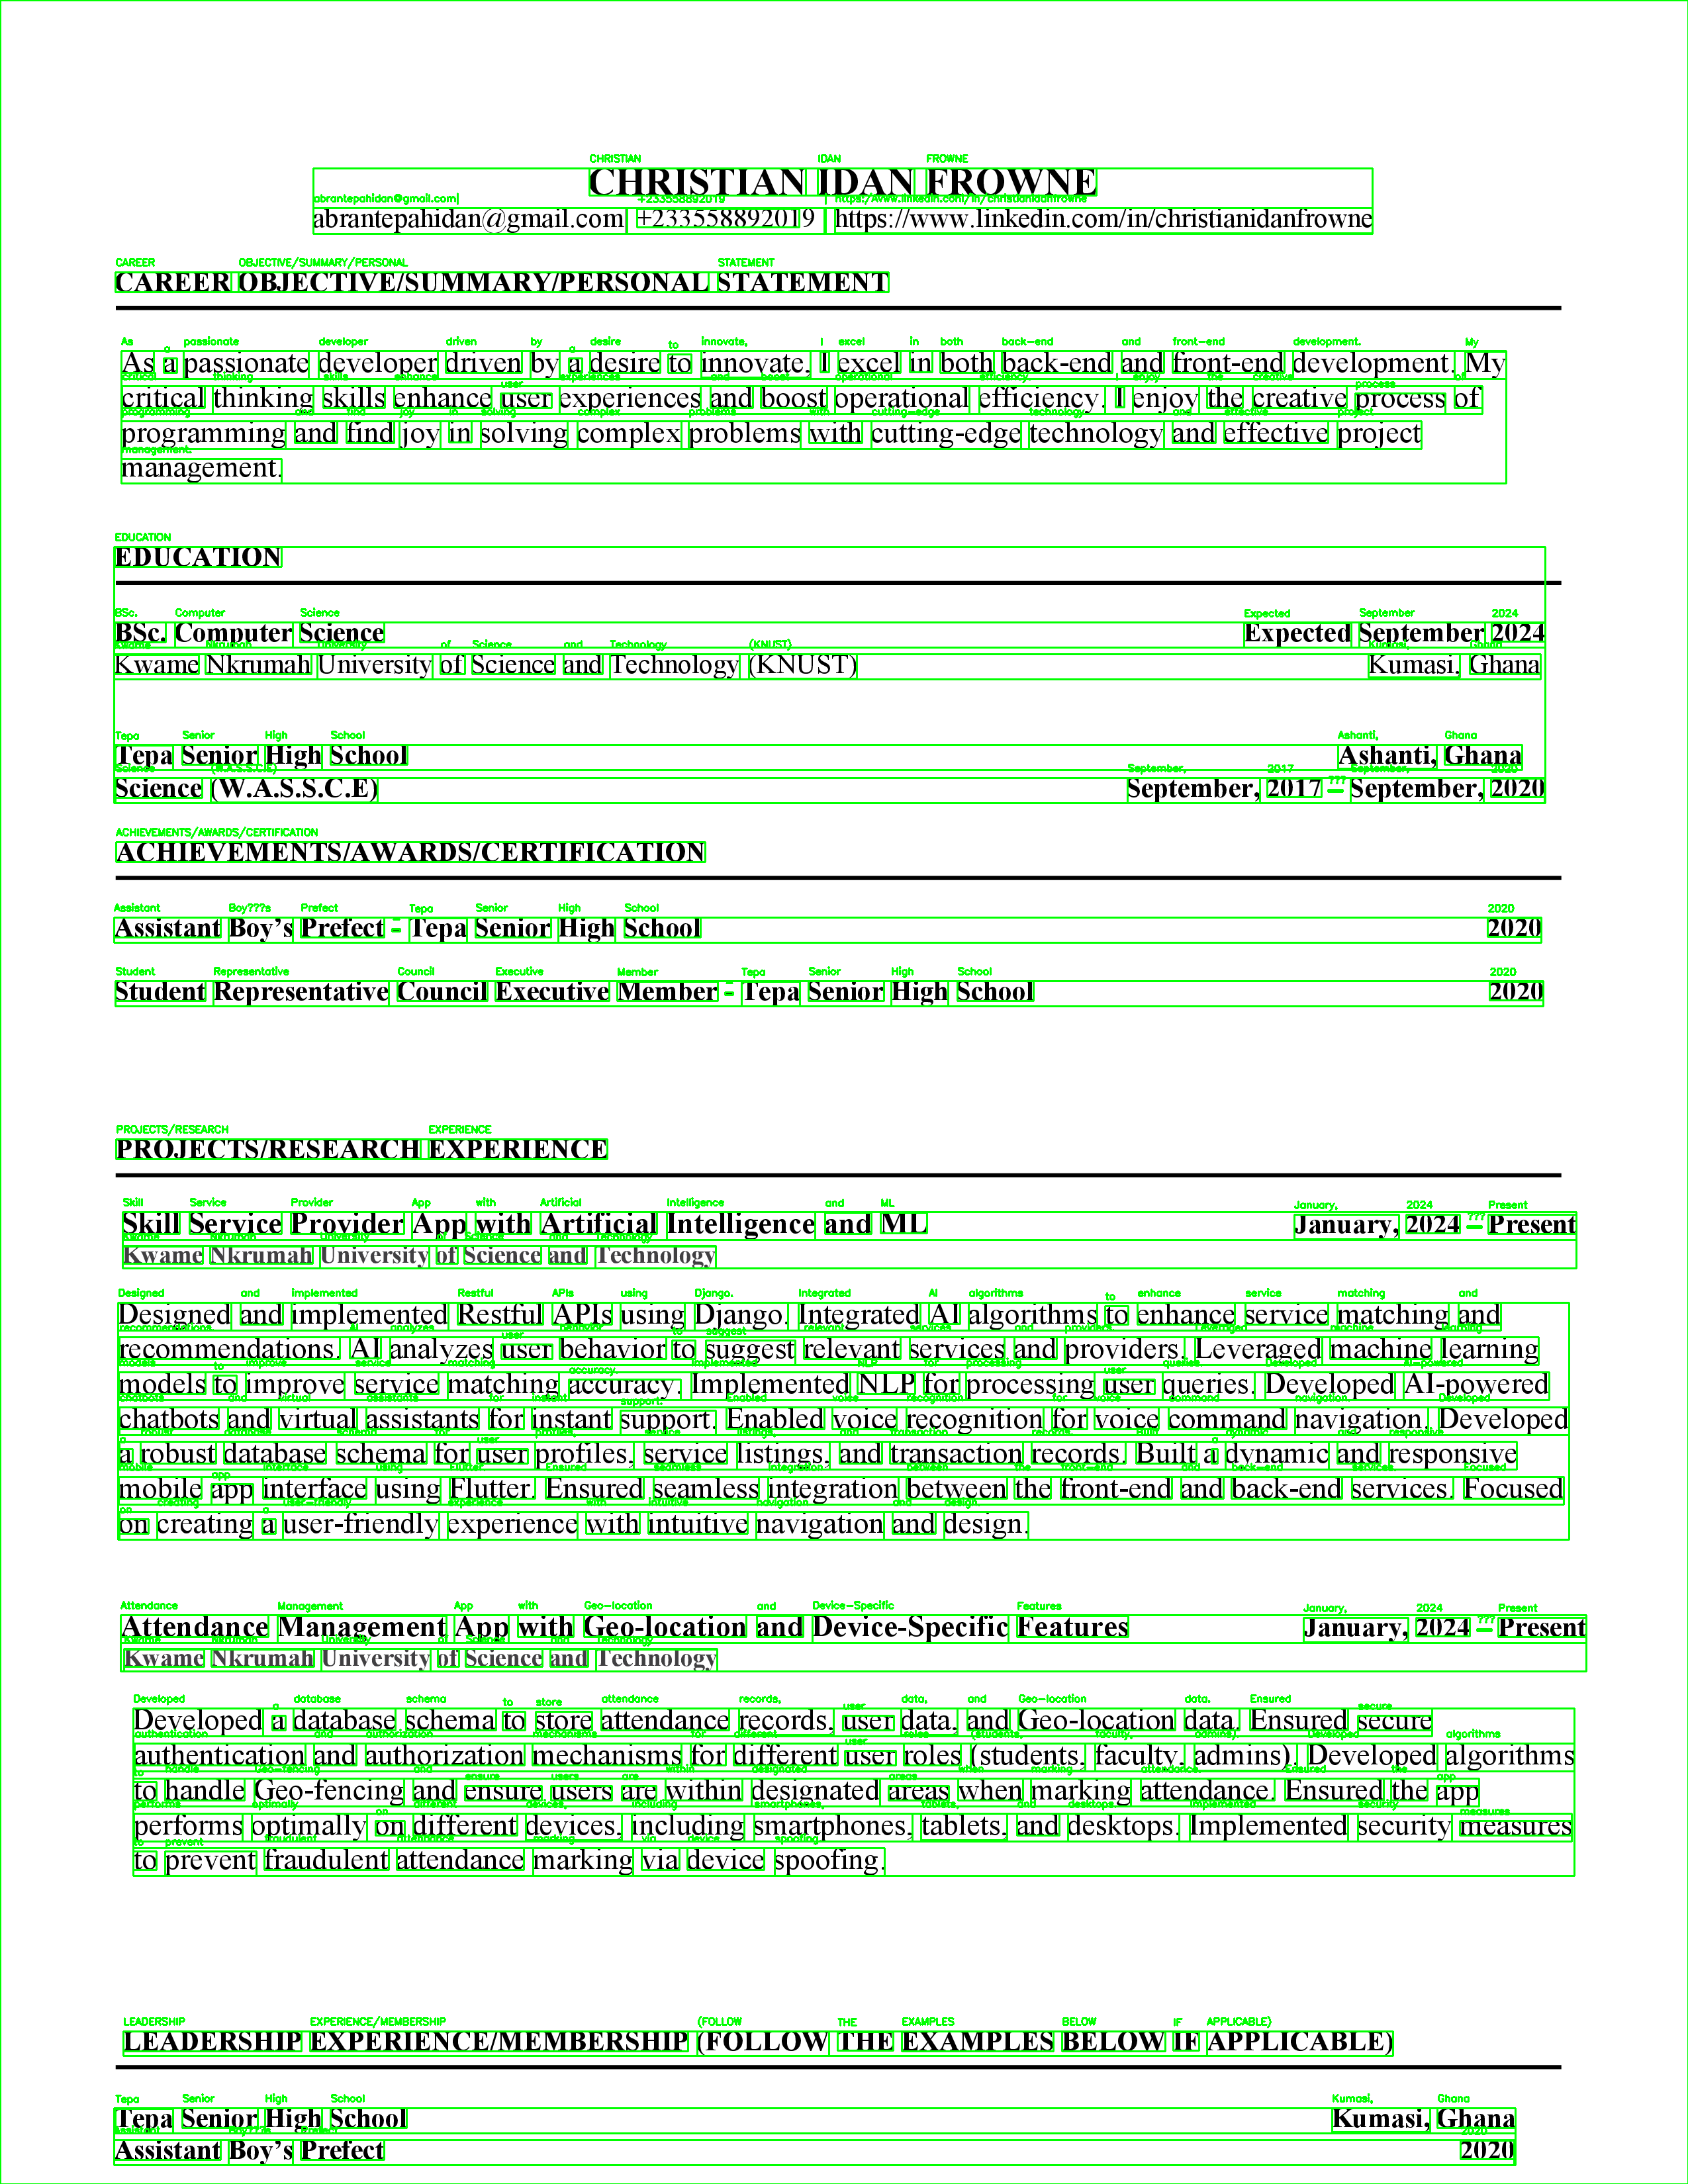 CHRISTIAN IDAN FROWNE
abrantepahidan@gmail.com| +233558892019 | https://www.linkedin.com/in/christianidanfrowne
CAREER OBJECTIVE/SUMMARY/PERSONAL STATEMENT
As a passionate developer driven by a desire to innovate, I excel in both back-end and front-end development. My
critical thinking skills enhance user experiences and boost operational efficiency. I enjoy the creative process of
programming and find joy in solving complex problems with cutting-edge technology and effective project
management.
EDUCATION
BSc. Computer Science Expected September 2024
Kwame Nkrumah University of Science and Technology (KNUST) Kumasi, Ghana
Tepa Senior High School Ashanti, Ghana
Science (W.A.S.S.C.E) September, 2017 – September, 2020
ACHIEVEMENTS/AWARDS/CERTIFICATION
Assistant Boy’s Prefect - Tepa Senior High School 2020
Student Representative Council Executive Member - Tepa Senior High School 2020
PROJECTS/RESEARCH EXPERIENCE
Skill Service Provider App with Artificial Intelligence and ML January, 2024 – Present
Kwame Nkrumah University of Science and Technology
Designed and implemented Restful APIs using Django. Integrated AI algorithms to enhance service matching and
recommendations. AI analyzes user behavior to suggest relevant services and providers. Leveraged machine learning
models to improve service matching accuracy. Implemented NLP for processing user queries. Developed AI-powered
chatbots and virtual assistants for instant support. Enabled voice recognition for voice command navigation. Developed
a robust database schema for user profiles, service listings, and transaction records. Built a dynamic and responsive
mobile app interface using Flutter. Ensured seamless integration between the front-end and back-end services. Focused
on creating a user-friendly experience with intuitive navigation and design.
Attendance Management App with Geo-location and Device-Specific Features January, 2024 – Present
Kwame Nkrumah University of Science and Technology
Developed a database schema to store attendance records, user data, and Geo-location data. Ensured secure
authentication and authorization mechanisms for different user roles (students, faculty, admins). Developed algorithms
to handle Geo-fencing and ensure users are within designated areas when marking attendance. Ensured the app
performs optimally on different devices, including smartphones, tablets, and desktops. Implemented security measures
to prevent fraudulent attendance marking via device spoofing.
LEADERSHIP EXPERIENCE/MEMBERSHIP (FOLLOW THE EXAMPLES BELOW IF APPLICABLE)
Tepa Senior High School Kumasi, Ghana
Assistant Boy’s Prefect 2020